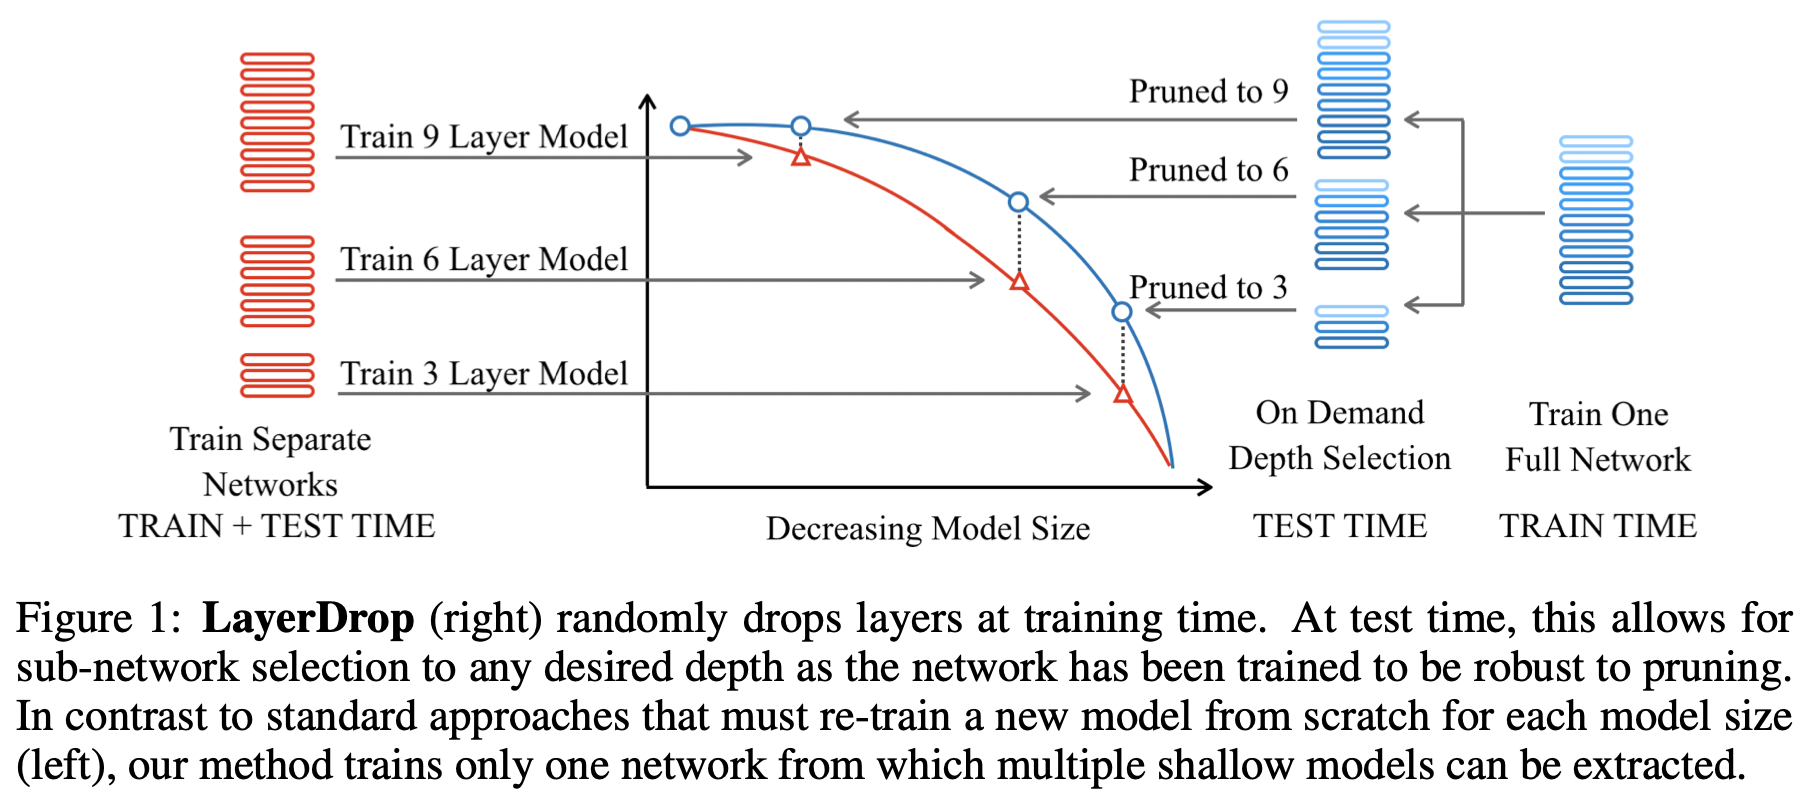 Train 9 Layer Model
Train 6 Layer Model
Train 3 Layer Model
Train Separate
Networks
TRAIN + TEST TIME
Decreasing Model Size
Pruned to 9
Pruned to 6
Pruned to 3
On Demand
Depth Selection
TEST TIME
Train One
Full Network
TRAIN TIME
Figure 1: LayerDrop (right) randomly drops layers at training time. At test time, this allows for
sub-network selection to any desired depth as the network has been trained to be robust to pruning.
In contrast to standard approaches that must re-train a new model from scratch for each model size
(left), our method trains only one network from which multiple shallow models can be extracted.